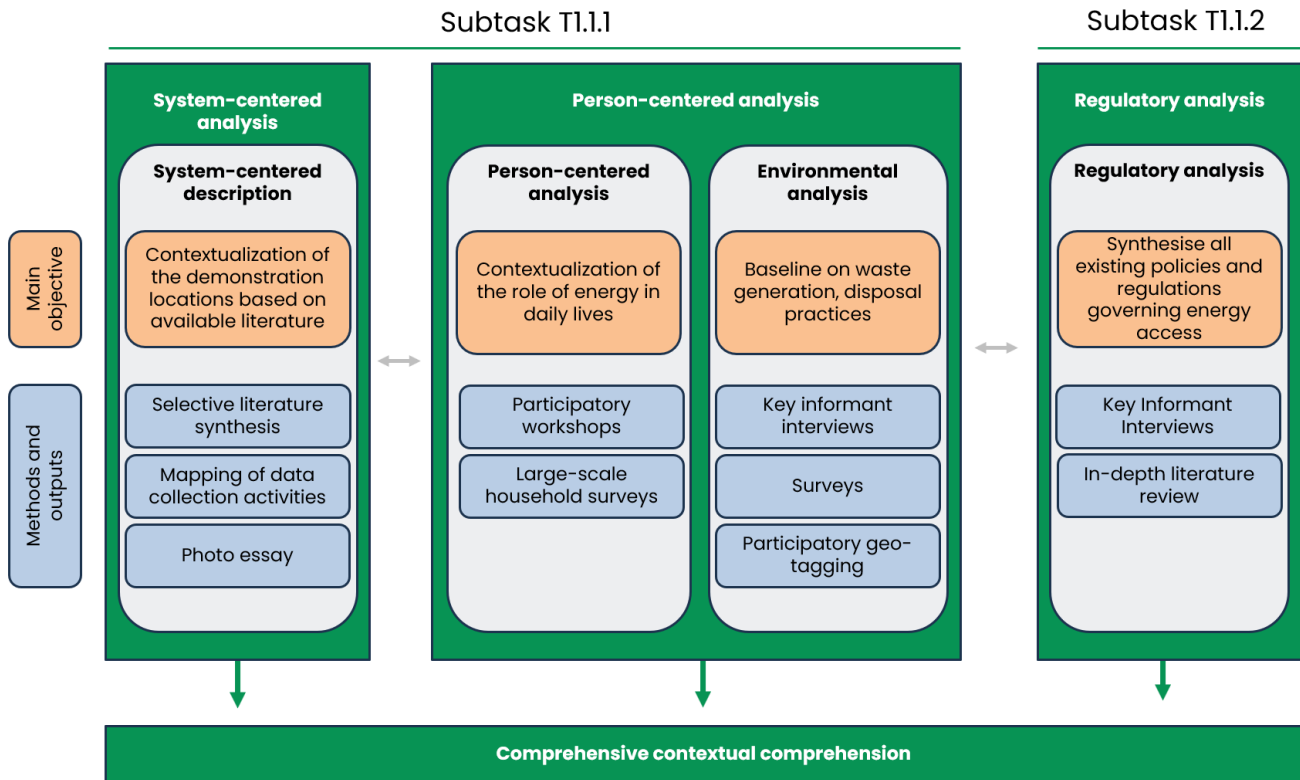 Subtask T1.1.1
Subtask T1.1.2
System-centered
analysis
Person-centered analysis
Regulatory analysis
System-centered
description
Person-centered
analysis
Environmental
analysis
Regulatory analysis
Main
objective
Contextualization of
the demonstration
locations based on
available literature
Contextualization of
the role of energy in
daily lives
Baseline on waste
generation, disposal
practices
Synthesise all
existing policies and
regulations
governing energy
access
Methods and
outputs
Selective literature
synthesis
Mapping of data
collection activities
Photo essay
Participatory
workshops
Large-scale
household surveys
Key informant
interviews
Surveys
Participatory geo-
tagging
Key Informant
Interviews
In-depth literature
review
Comprehensive contextual comprehension